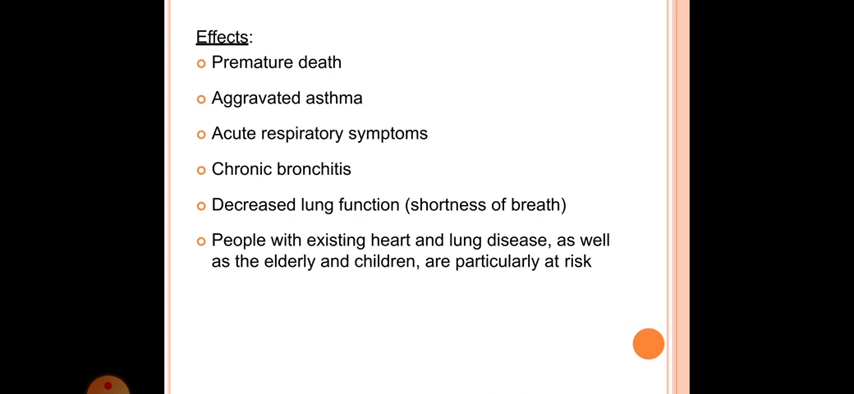 Effects:
Premature death
Aggravated asthma
Acute respiratory symptoms
Chronic bronchitis
Decreased lung function (shortness of breath)
People with existing heart and lung disease, as well
as the elderly and children, are particularly at risk